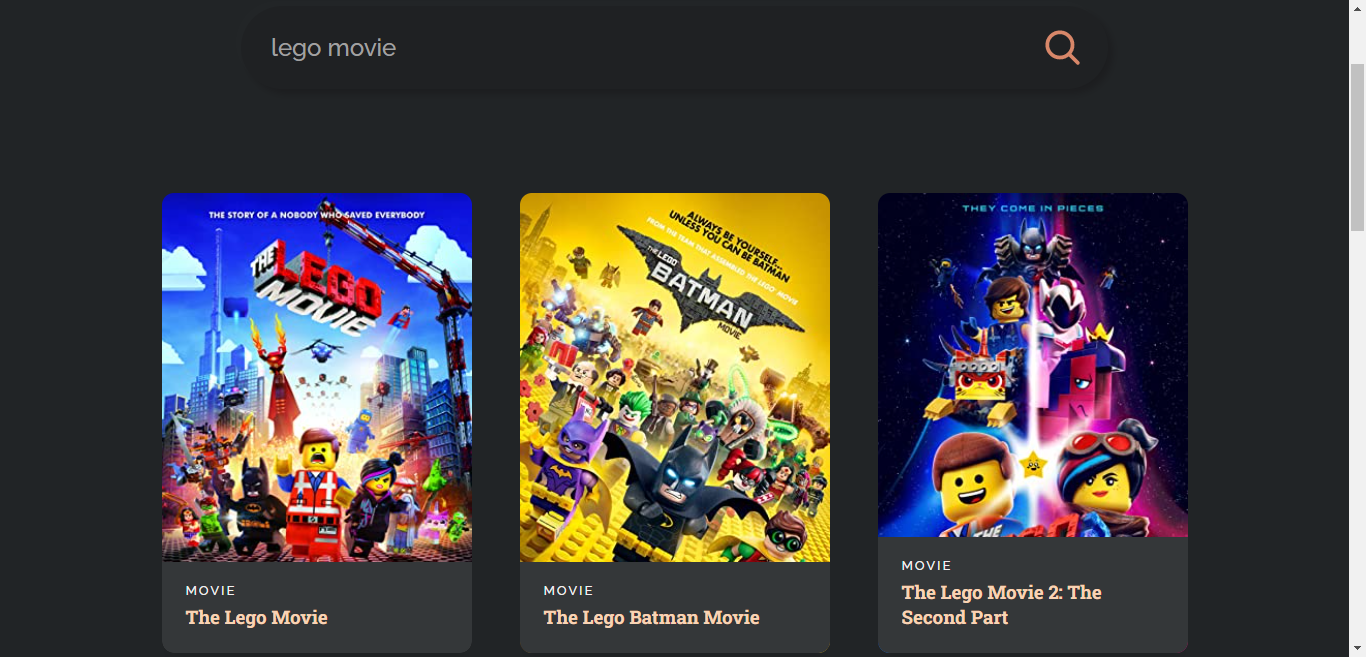 lego movie
THE STORY OF A NOBODY WHO SAVED EVERYBODY
THE
LEGO
MOVIE
MOVIE
The Lego Movie
ALWAYS BE YOURSELF...
UNLESS YOU CAN BE BATMAN
FROM THE TEAM THAT ASSEMBLED THE LEGO® MOVIE
THE LEGO
BATMAN
MOVIE
MOVIE
The Lego Batman Movie
THEY COME IN PIECES
THE LEGO
MOVIE
The Lego Movie 2: The
Second Part